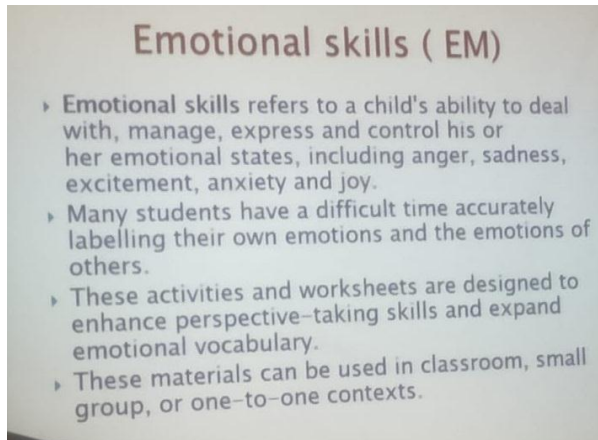 Emotional skills ( EM)
‣ Emotional skills refers to a child's ability to deal
with, manage, express and control his or
her emotional states, including anger, sadness,
excitement, anxiety and joy.
‣ Many students have a difficult time accurately
labelling their own emotions and the emotions of
others.
‣ These activities and worksheets are designed to
enhance perspective-taking skills and expand
emotional vocabulary.
‣ These materials can be used in classroom, small
group, or one-to-one contexts.